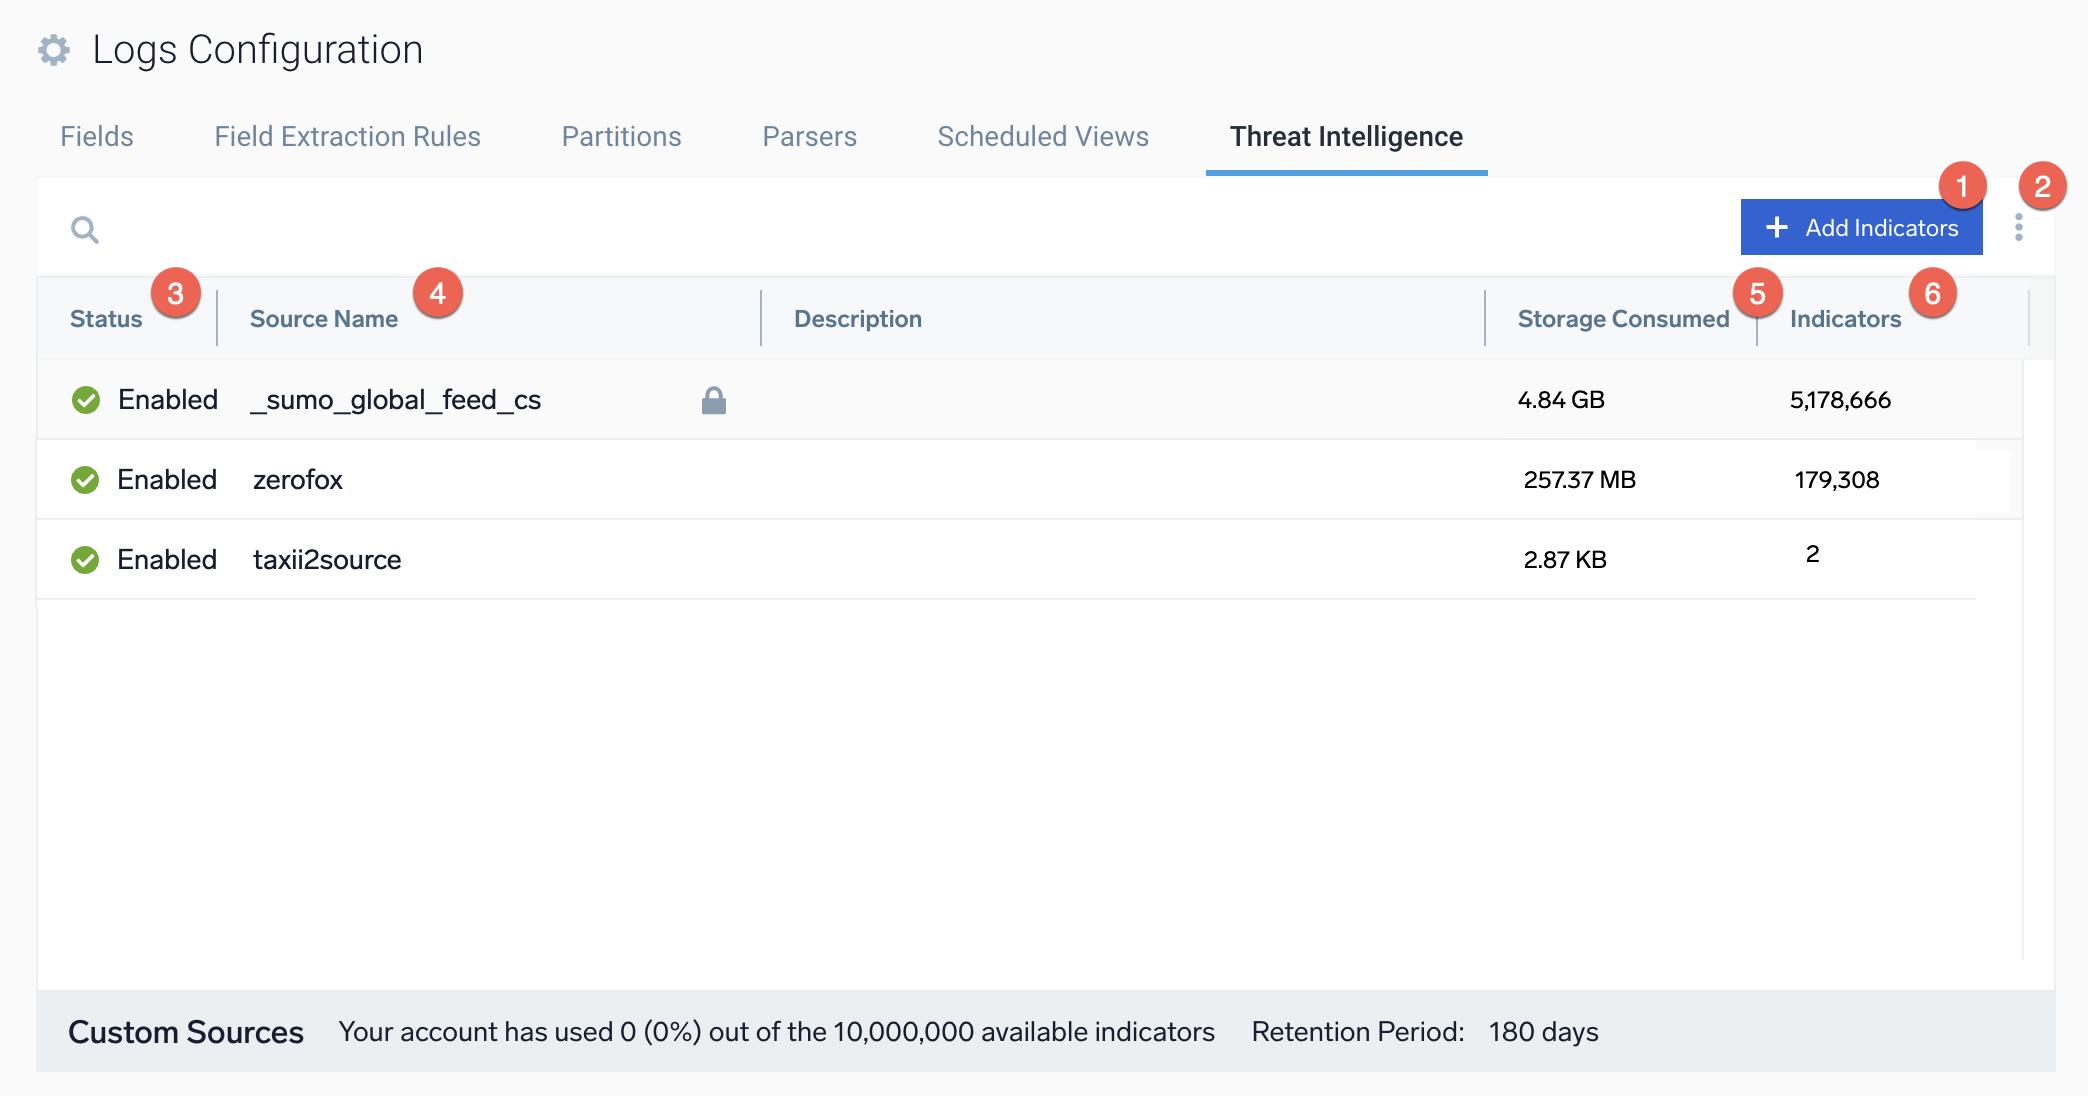 Logs Configuration
Fields Field Extraction Rules Partitions Parsers Scheduled Views Threat Intelligence
1 2
+ Add Indicators
3 4 5 6
Status Source Name Description Storage Consumed Indicators
Enabled _sumo_global_feed_cs 4.84 GB 5,178,666
Enabled zerofox 257.37 MB 179,308
Enabled taxii2source 2.87 KB 2
Custom Sources Your account has used 0 (0%) out of the 10,000,000 available indicators Retention Period: 180 days